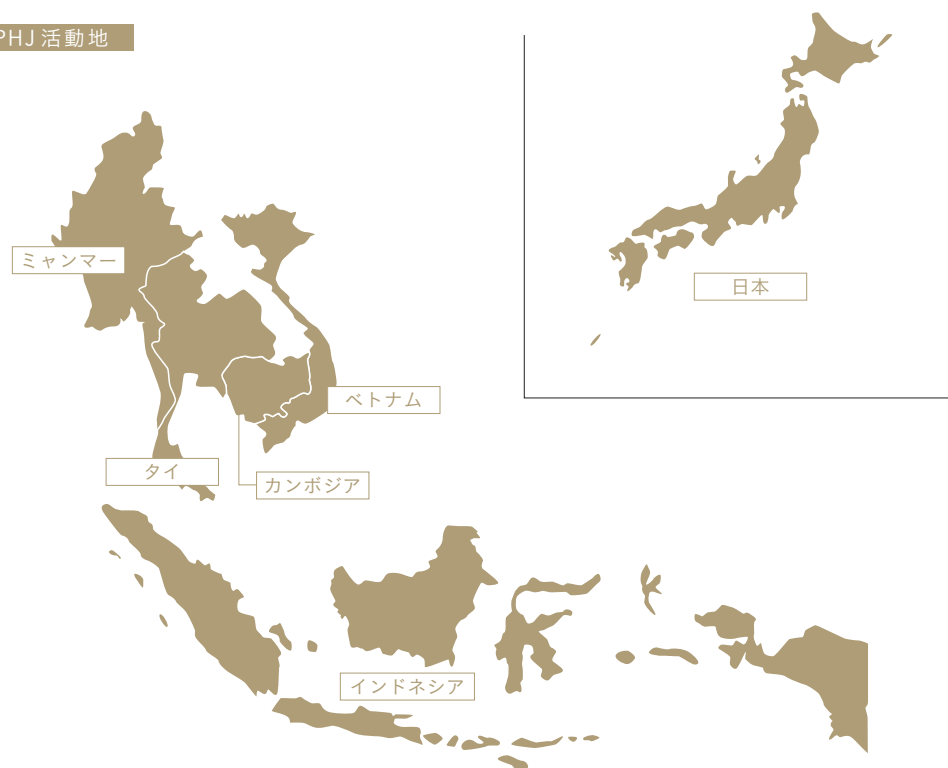 PHJ 活動地
ミャンマー
日本
ベトナム
タイ
カンボジア
インドネシア